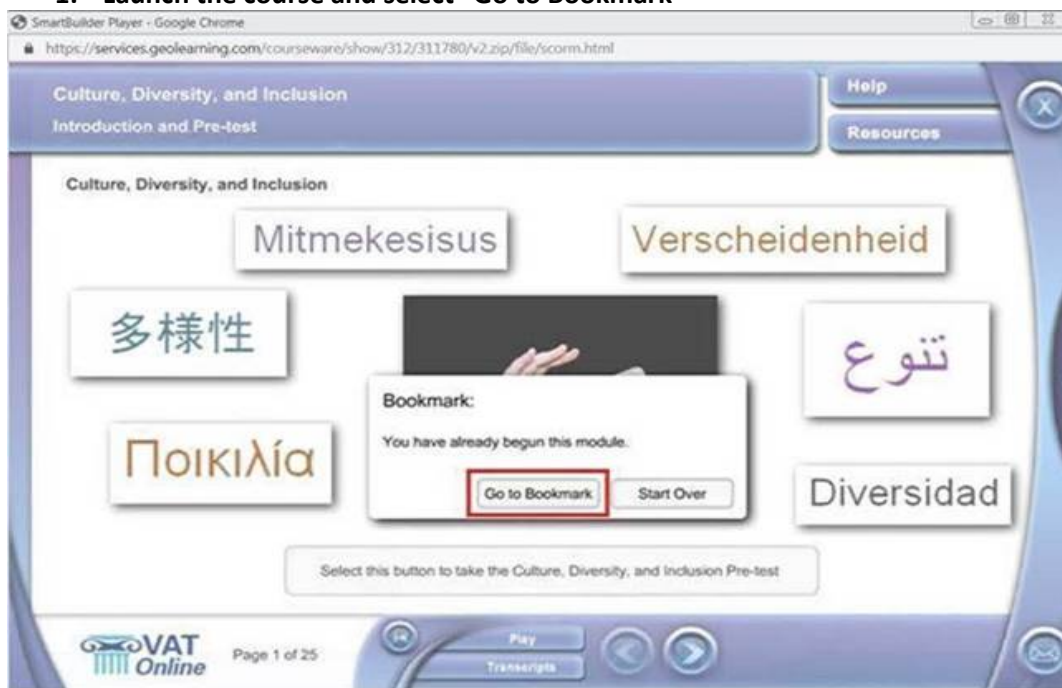 1. Launch the course and select "Go to Bookmark"
SmartBuilder Player - Google Chrome
https://services.geolearning.com/courseware/show/312/311780/v2.zip/file/scorm.html
Culture, Diversity, and Inclusion
Introduction and Pre-test
Help
Resources
X
Culture, Diversity, and Inclusion
Mitmekesisus
Verscheidenheid
多様性
تنوع
Bookmark:
You have already begun this module.
Ποικιλία
Go to Bookmark
Start Over
Diversidad
Select this button to take the Culture, Diversity, and Inclusion Pre-test
VAT
Online
Page 1 of 25
Play
Transcripts